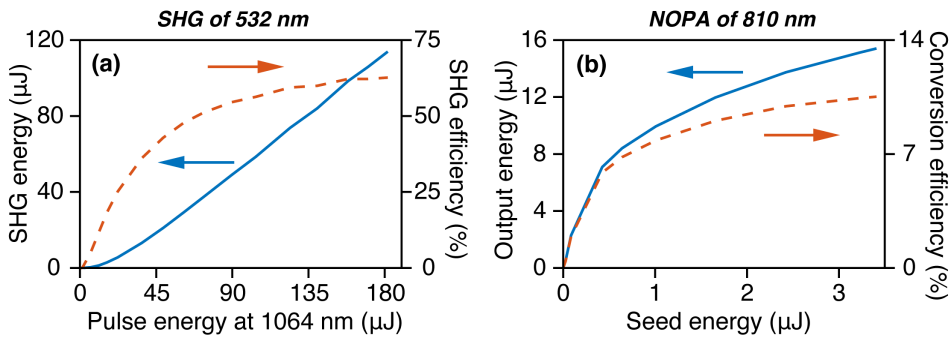 SHG of 532 nm
(a)
SHG energy (μJ)
120
80
40
0
75
50
25
0
SHG efficiency (%)
0 45 90 135 180
Pulse energy at 1064 nm (μJ)
NOPA of 810 nm
(b)
Output energy (μJ)
16
12
8
4
0
14
7
0
Conversion efficiency (%)
0 1 2 3
Seed energy (μJ)